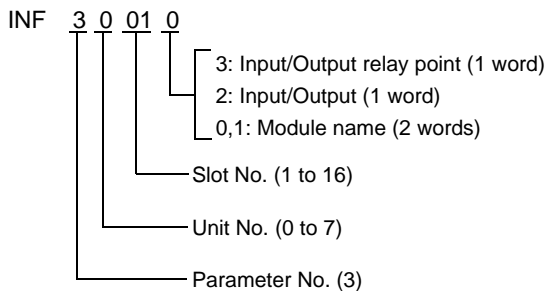 INF 3 0 01 0
3: Input/Output relay point (1 word)
2: Input/Output (1 word)
0,1: Module name (2 words)
Slot No. (1 to 16)
Unit No. (0 to 7)
Parameter No. (3)